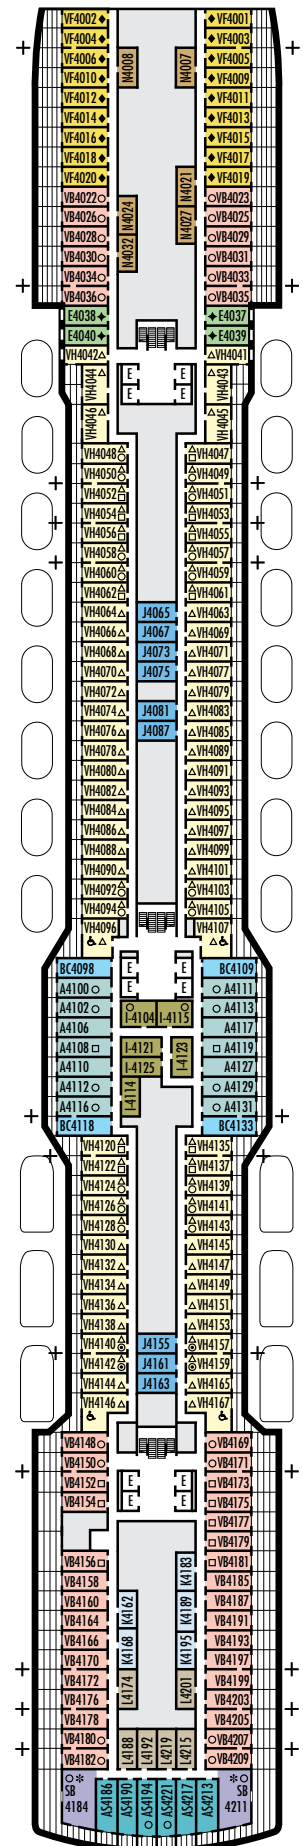 VF4002 N4008 N4007 VF4001
VF4004 VF4003
VF4006 VF4005
VF4010 VF4009
VF4012 VF4011
VF4014 VF4013
VF4016 VF4015
VF4018 VF4017
VF4020 N4021 VF4019
VB4022 N4024 N4027 VB4023
VB4026 VB4025
VB4028 N4032 VB4029
VB4030 VB4031
VB4034 VB4033
VB4036 VB4035
E4038 E4037
E4040 E4039
VH4042 VH4041
VH4044 E E VH4043
E E
VH4046 VH4045
VH4048 VH4047
VH4050 VH4049
VH4052 VH4051
VH4054 VH4053
VH4056 VH4055
VH4058 VH4057
VH4060 VH4059
VH4062 VH4061
VH4064 J4065 VH4063
VH4066 J4067 VH4069
VH4068 J4073 VH4071
VH4070 J4075 VH4077
VH4072 VH4079
VH4074 J4081 VH4083
VH4076 J4087 VH4085
VH4078 VH4089
VH4080 VH4091
VH4082 VH4093
VH4084 VH4095
VH4086 VH4097
VH4088 VH4099
VH4090 VH4101
VH4092 VH4103
VH4094 VH4105
VH4096 VH4107
BC4098 E E BC4109
A4100 E E A4111
A4102 I-4104 I-4115 A4113
A4106 A4117
A4108 I-4121 I-4123 A4119
A4110 I-4125 A4127
A4112 I-4114 A4129
A4116 A4131
BC4118 BC4133
VH4120 VH4135
VH4122 VH4137
VH4124 VH4139
VH4126 VH4141
VH4128 VH4143
VH4130 VH4145
VH4132 VH4147
VH4134 VH4149
VH4136 VH4151
VH4138 VH4153
VH4140 J4155 VH4157
VH4142 J4161 VH4159
VH4144 J4163 VH4165
VH4146 VH4167
VB4148 VB4169
VB4150 E E VB4171
VB4152 E E VB4173
VB4154 VB4175
VB4177
VB4179
VB4156 K4183 VB4181
VB4158 VB4185
VB4160 K4162 K4189 VB4187
VB4164 VB4191
VB4166 K4168 K4195 VB4193
VB4170 VB4197
VB4172 L4174 L4201 VB4199
VB4176 VB4203
VB4178 VB4205
VB4180 L4188 L4192 L4219 L4215 VB4207
VB4182 VB4209
SB AS4186 AS4190 AS4194 AS4221 AS4217 AS4213 SB
4184 4211